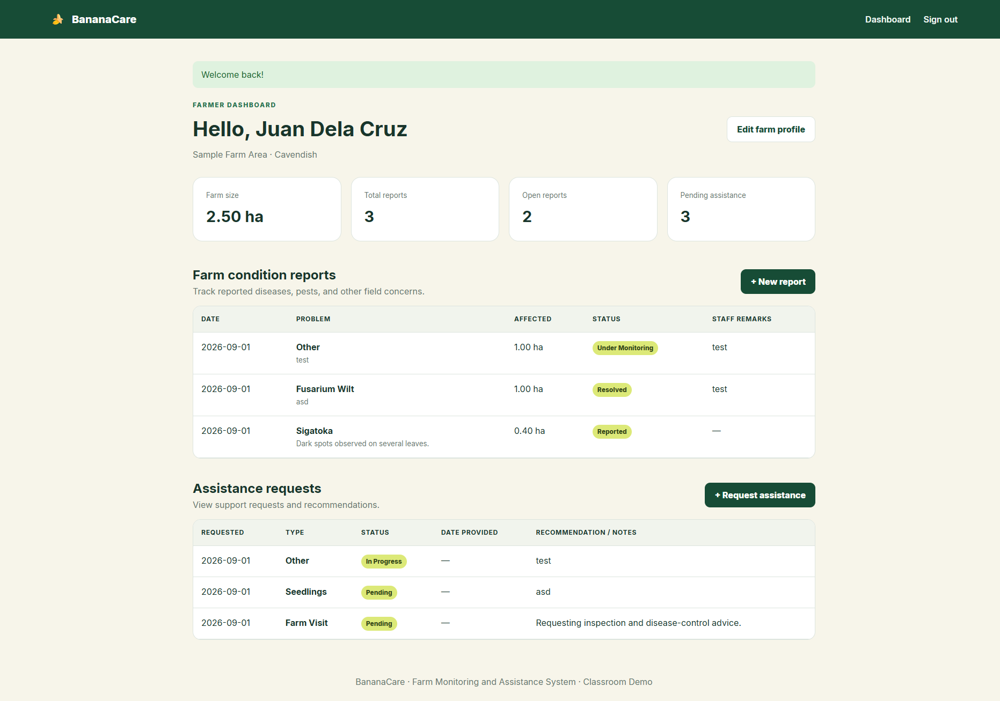 BananaCare
Dashboard Sign out
Welcome back!
FARMER DASHBOARD
Hello, Juan Dela Cruz
Edit farm profile
Sample Farm Area · Cavendish
Farm size
2.50 ha
Total reports
3
Open reports
2
Pending assistance
3
Farm condition reports
Track reported diseases, pests, and other field concerns.
+ New report
DATE PROBLEM AFFECTED STATUS STAFF REMARKS
2026-09-01 Other 1.00 ha Under Monitoring test
test
2026-09-01 Fusarium Wilt 1.00 ha Resolved test
asd
2026-09-01 Sigatoka 0.40 ha Reported —
Dark spots observed on several leaves.
Assistance requests
View support requests and recommendations.
+ Request assistance
REQUESTED TYPE STATUS DATE PROVIDED RECOMMENDATION / NOTES
2026-09-01 Other In Progress — test
2026-09-01 Seedlings Pending — asd
2026-09-01 Farm Visit Pending — Requesting inspection and disease-control advice.
BananaCare · Farm Monitoring and Assistance System · Classroom Demo